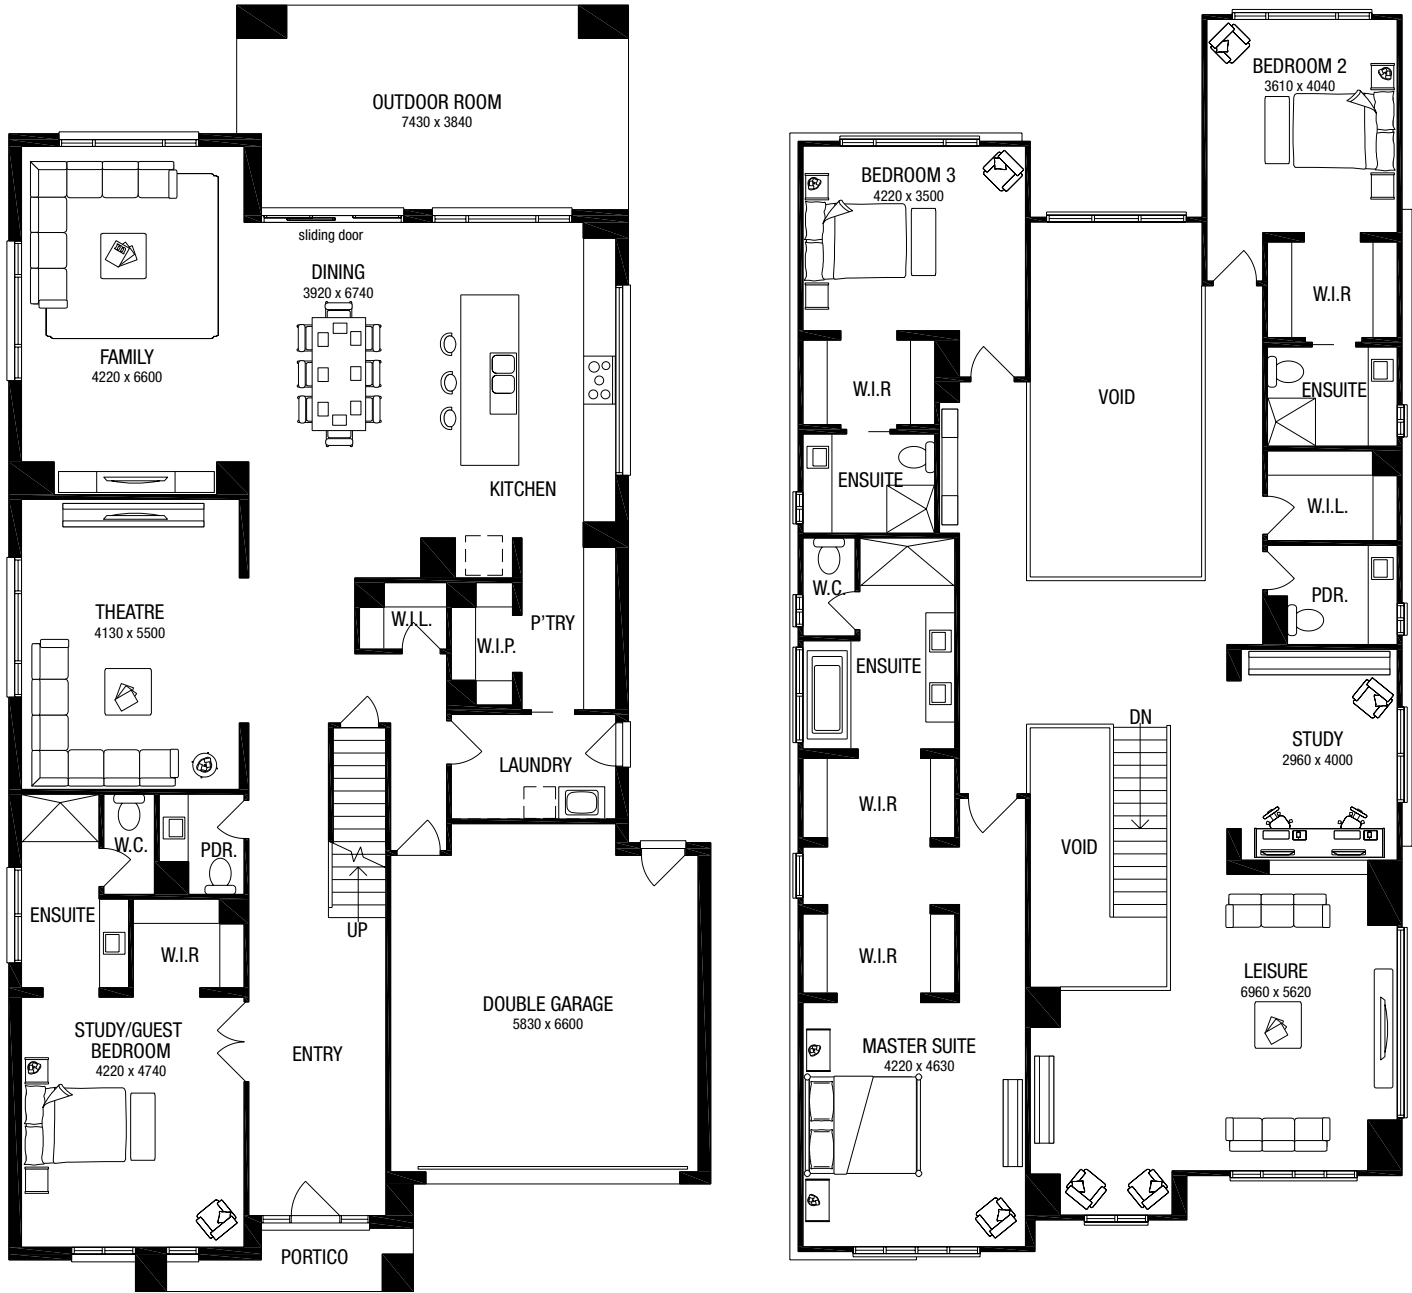 OUTDOOR ROOM
7430 x 3840
sliding door
DINING
3920 x 6740
FAMILY
4220 x 6600
KITCHEN
THEATRE
4130 x 5500
W.I.L.
W.I.P.
P'TRY
LAUNDRY
W.C.
PDR.
ENSUITE
W.I.R
UP
STUDY/GUEST
BEDROOM
4220 x 4740
ENTRY
DOUBLE GARAGE
5830 x 6600
PORTICO
BEDROOM 2
3610 x 4040
BEDROOM 3
4220 x 3500
W.I.R
ENSUITE
VOID
W.I.R
ENSUITE
W.I.L.
W.C.
PDR.
ENSUITE
DN
STUDY
2960 x 4000
W.I.R
VOID
W.I.R
LEISURE
6960 x 5620
MASTER SUITE
4220 x 4630